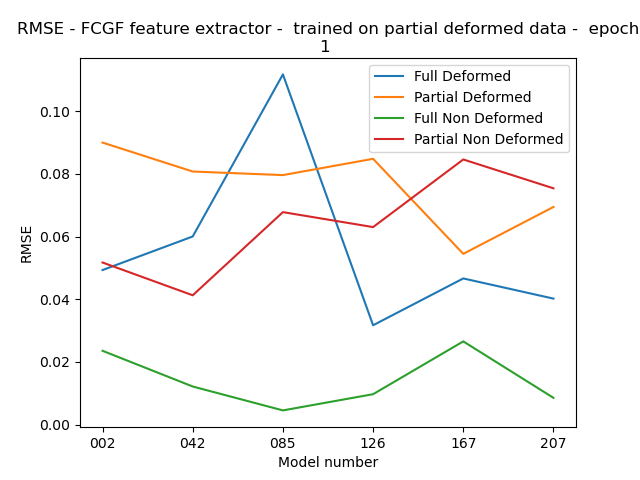 RMSE - FCGF feature extractor -  trained on partial deformed data -  epoch
1
Full Deformed
Partial Deformed
Full Non Deformed
Partial Non Deformed
0.10
0.08
0.06
0.04
0.02
0.00
RMSE
002 042 085 126 167 207
Model number